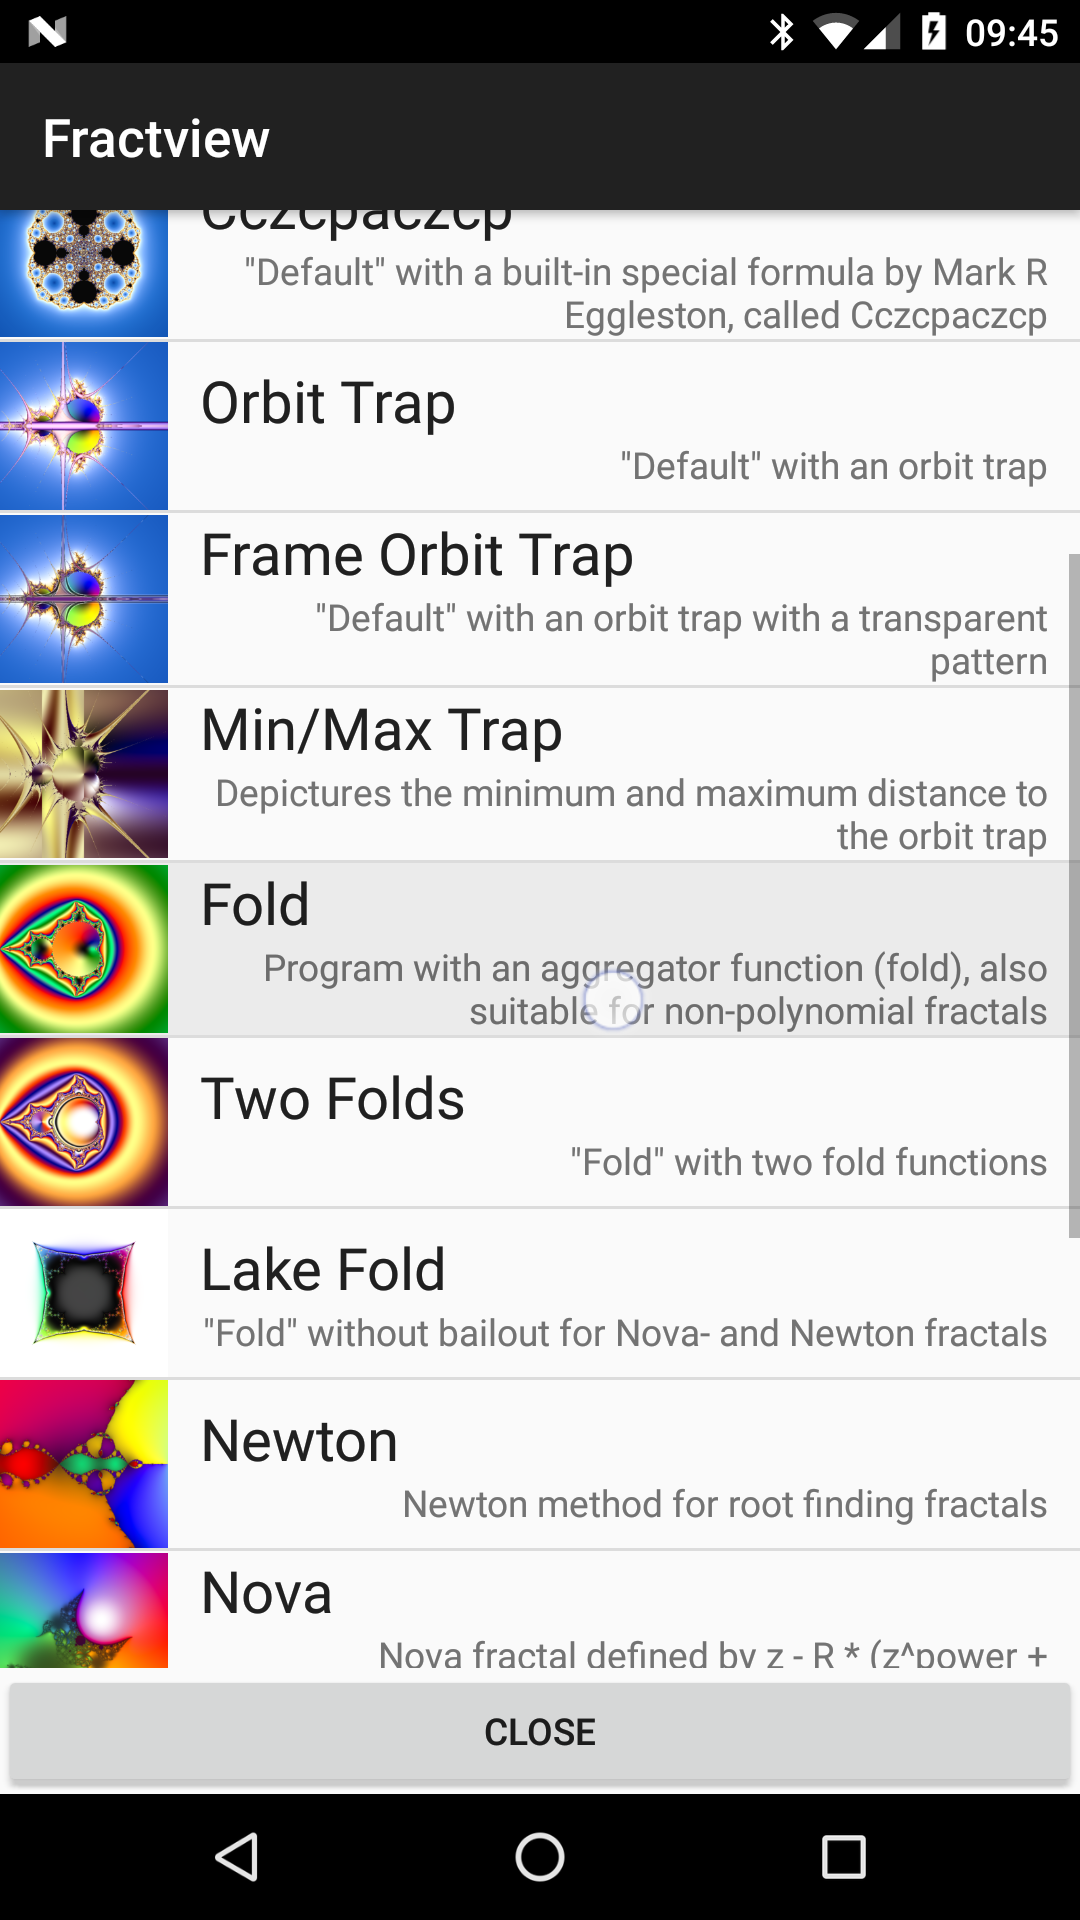 09:45
Fractview
Cczcpaczcp
"Default" with a built-in special formula by Mark R
Eggleston, called Cczcpaczcp
Orbit Trap
"Default" with an orbit trap
Frame Orbit Trap
"Default" with an orbit trap with a transparent
pattern
Min/Max Trap
Depictures the minimum and maximum distance to
the orbit trap
Fold
Program with an aggregator function (fold), also
suitable for non-polynomial fractals
Two Folds
"Fold" with two fold functions
Lake Fold
"Fold" without bailout for Nova- and Newton fractals
Newton
Newton method for root finding fractals
Nova
Nova fractal defined by z - R * (z^power +
CLOSE